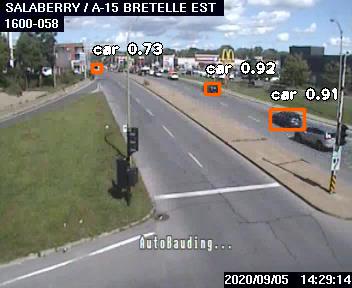 SALABERRY / A-15 BRETELLE EST
1600-058
car 0.73
car 0.92
car 0.91
AutoBauding...
2020/09/05 14:29:14